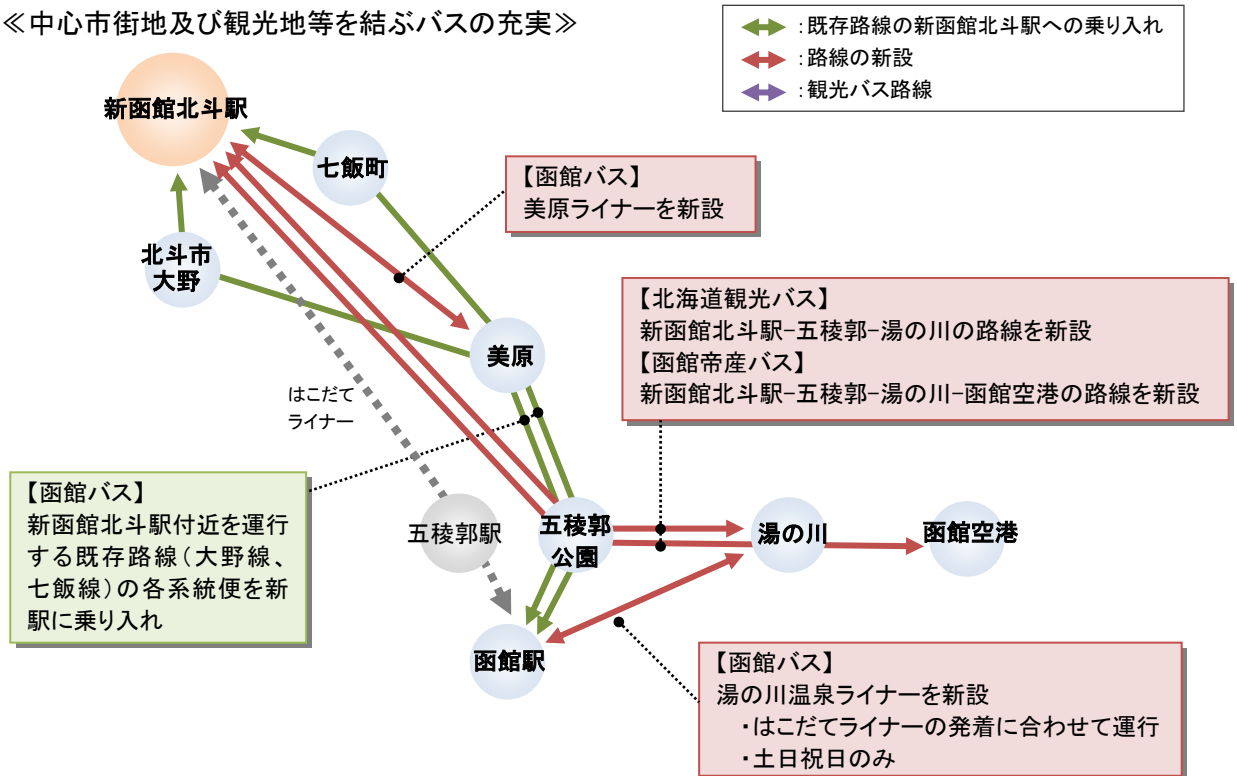 ≪中心市街地及び観光地等を結ぶバスの充実≫
:既存路線の新函館北斗駅への乗り入れ
:路線の新設
:観光バス路線
新函館北斗駅
七飯町
【函館バス】
美原ライナーを新設
北斗市
大野
【北海道観光バス】
新函館北斗駅-五稜郭-湯の川の路線を新設
【函館帝産バス】
新函館北斗駅-五稜郭-湯の川-函館空港の路線を新設
美原
はこだて
ライナー
【函館バス】
新函館北斗駅付近を運行
する既存路線(大野線、
七飯線)の各系統便を新
駅に乗り入れ
五稜郭駅
五稜郭
公園
湯の川
函館空港
函館駅
【函館バス】
湯の川温泉ライナーを新設
・はこだてライナーの発着に合わせて運行
・土日祝日のみ